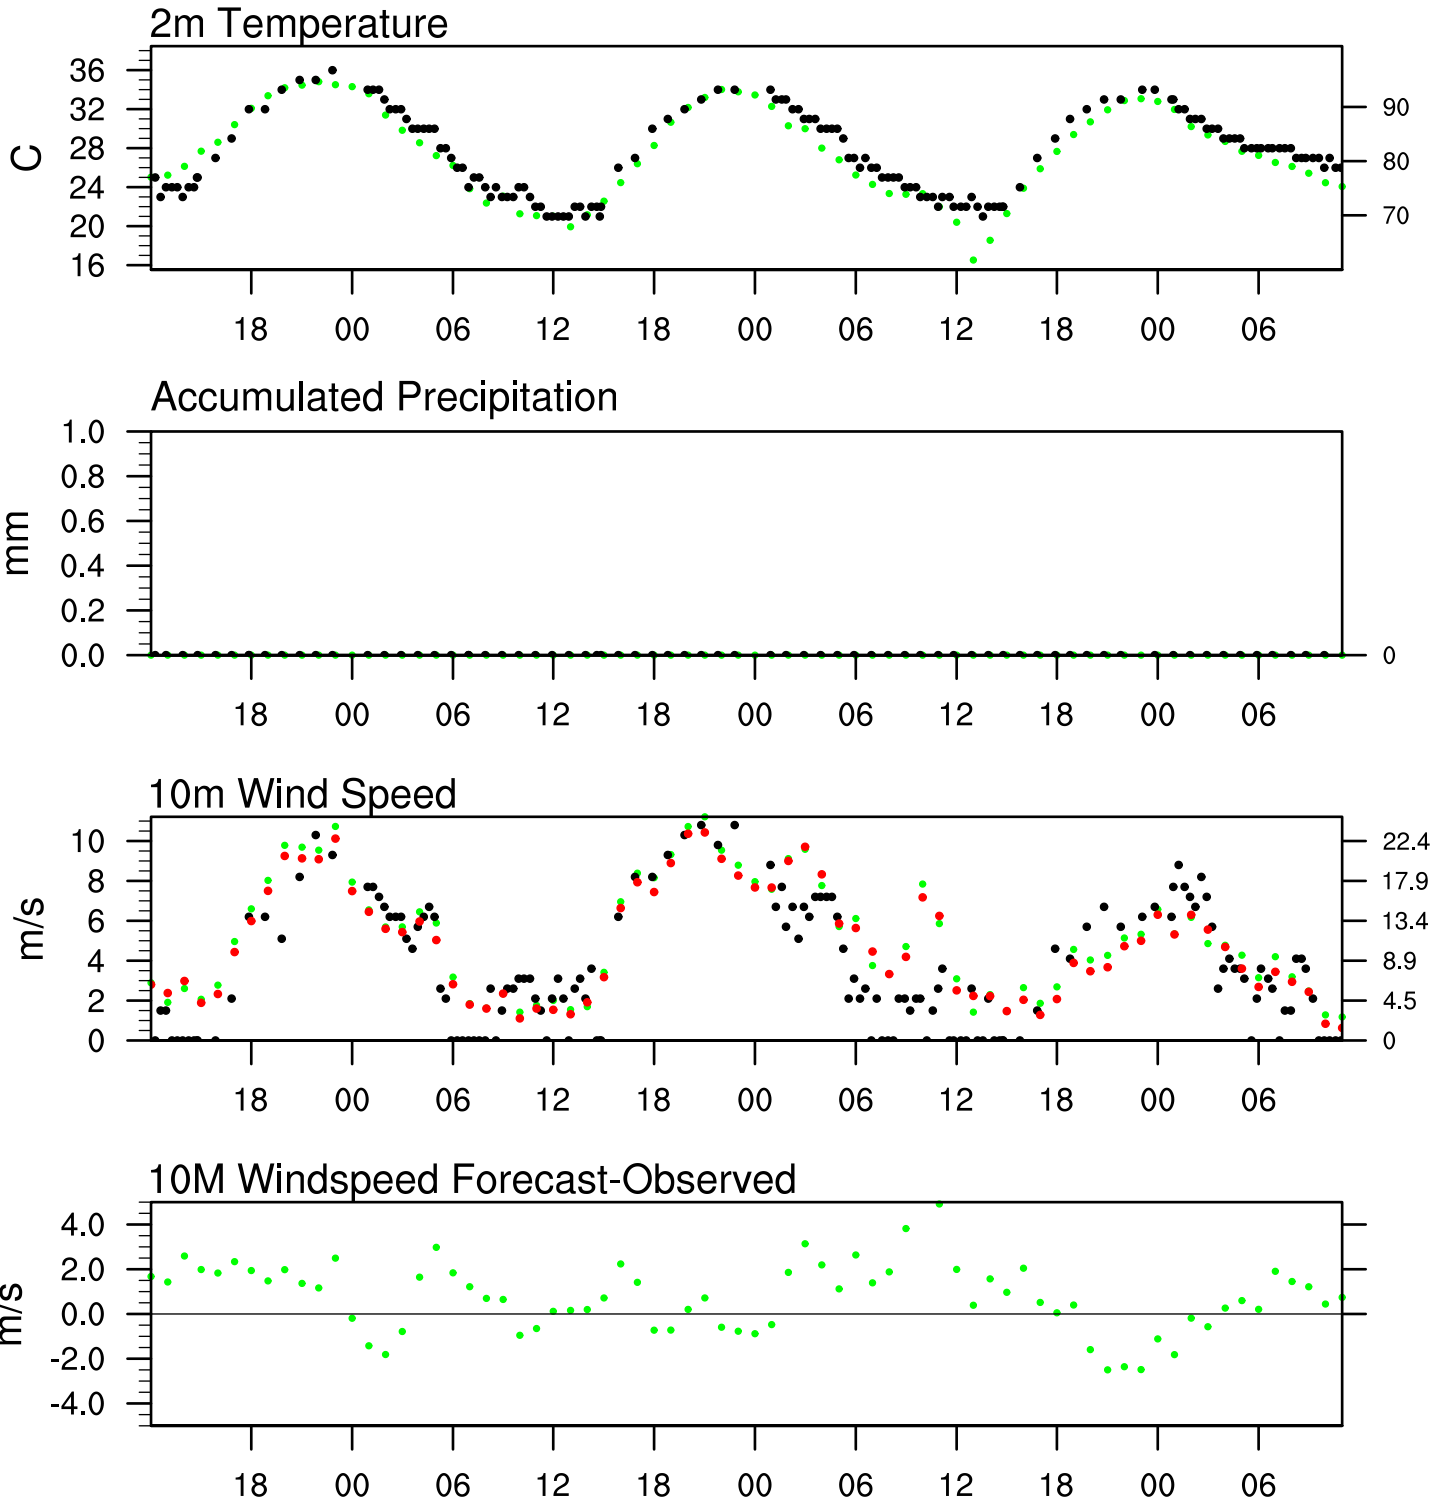 2m Temperature
36
32
28
24
20
16
C
90
80
70
18 00 06 12 18 00 06 12 18 00 06
Accumulated Precipitation
1.0
0.8
0.6
0.4
0.2
0.0
mm
0
18 00 06 12 18 00 06 12 18 00 06
10m Wind Speed
10
8
6
4
2
0
m/s
22.4
17.9
13.4
8.9
4.5
0
18 00 06 12 18 00 06 12 18 00 06
10M Windspeed Forecast-Observed
4.0
2.0
0.0
-2.0
-4.0
m/s
18 00 06 12 18 00 06 12 18 00 06